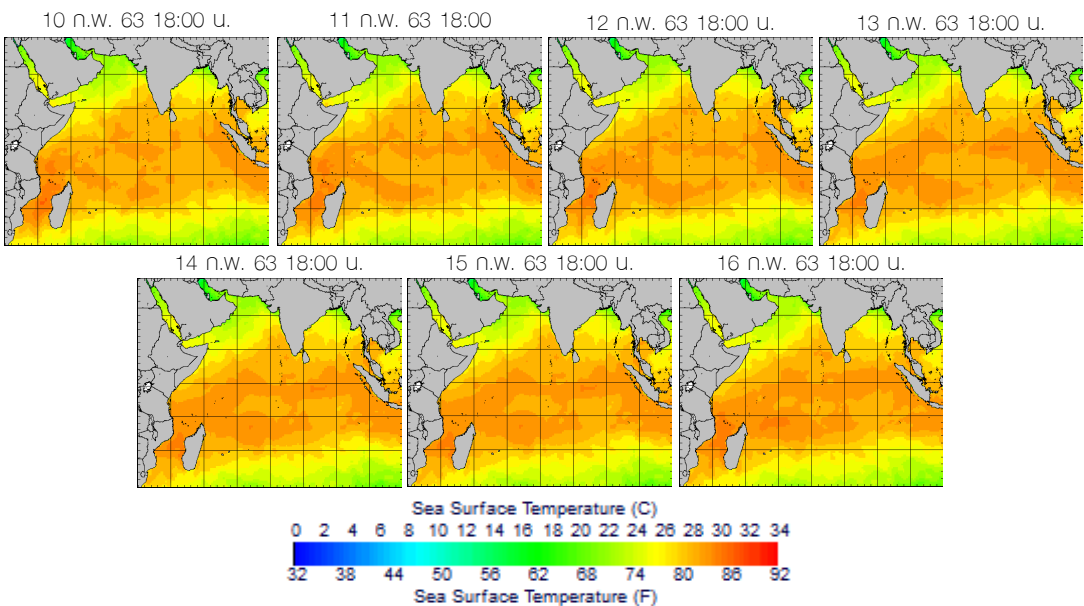 10 ก.พ. 63 18:00 น.
11 ก.พ. 63 18:00
12 ก.พ. 63 18:00 น.
13 ก.พ. 63 18:00 น.
14 ก.พ. 63 18:00 น.
15 ก.พ. 63 18:00 น.
16 ก.พ. 63 18:00 น.
Sea Surface Temperature (C)
0 2 4 6 8 10 12 14 16 18 20 22 24 26 28 30 32 34
32 38 44 50 56 62 68 74 80 86 92
Sea Surface Temperature (F)